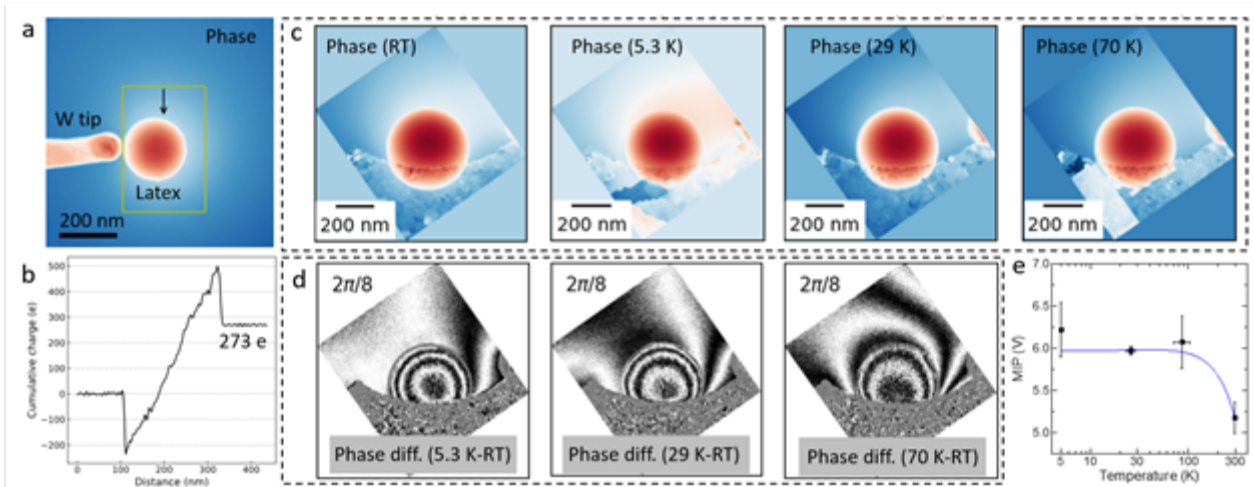 a
Phase
W tip
Latex
200 nm
b
Cumulative charge (e)
500
400
300
200
100
0
−100
−200
273 e
0
100
200
300
400
Distance (nm)
c
Phase (RT)
200 nm
Phase (5.3 K)
200 nm
Phase (29 K)
200 nm
Phase (70 K)
200 nm
d
2π/8
Phase diff. (5.3 K-RT)
2π/8
Phase diff. (29 K-RT)
2π/8
Phase diff. (70 K-RT)
e
MIP (V)
7.0
6.5
6.0
5.5
5.0
5
10
30
100
300
Temperature (K)